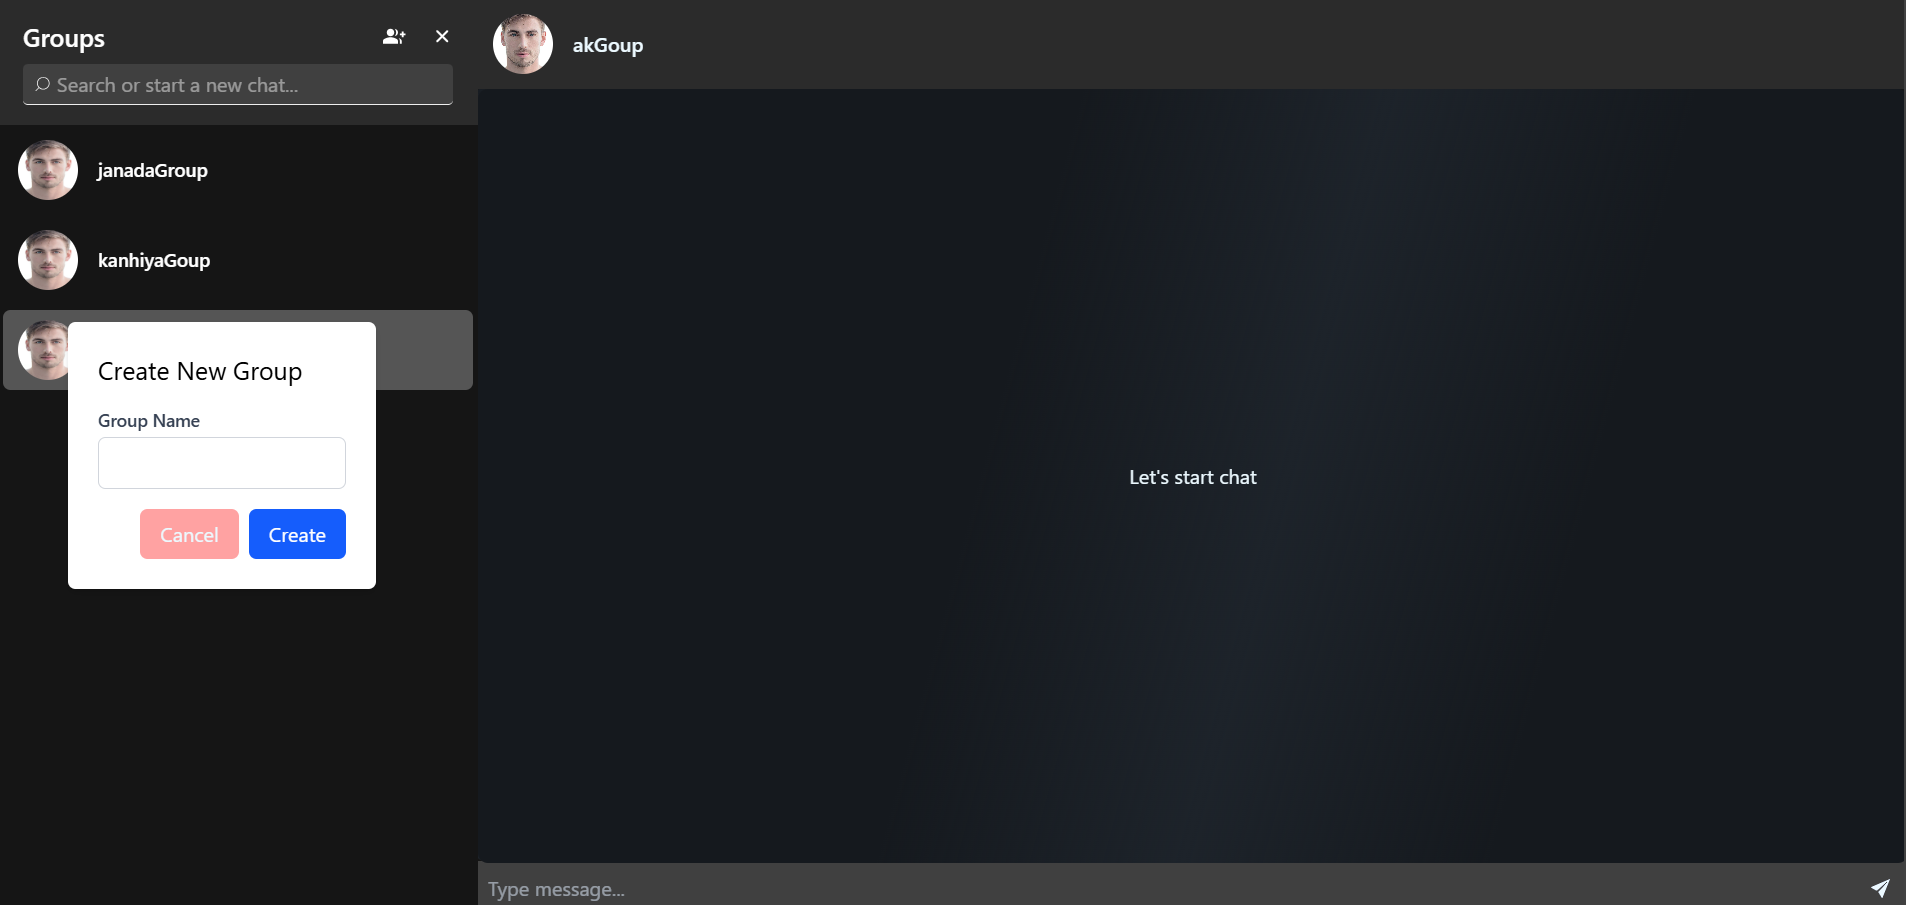 Groups
Search or start a new chat...
janadaGroup
kanhiyaGoup
Create New Group
Group Name
Cancel
Create
akGoup
Let's start chat
Type message...